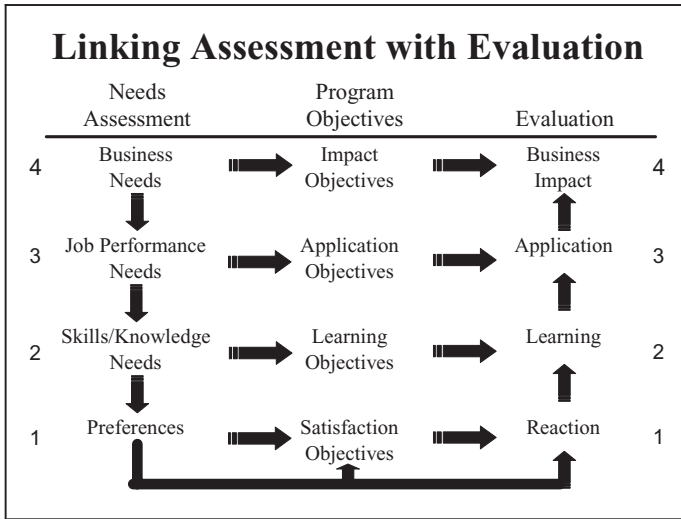 Linking Assessment with Evaluation
Needs Assessment
Program Objectives
Evaluation
4
Business Needs
Impact Objectives
Business Impact
4
3
Job Performance Needs
Application Objectives
Application
3
2
Skills/Knowledge Needs
Learning Objectives
Learning
2
1
Preferences
Satisfaction Objectives
Reaction
1